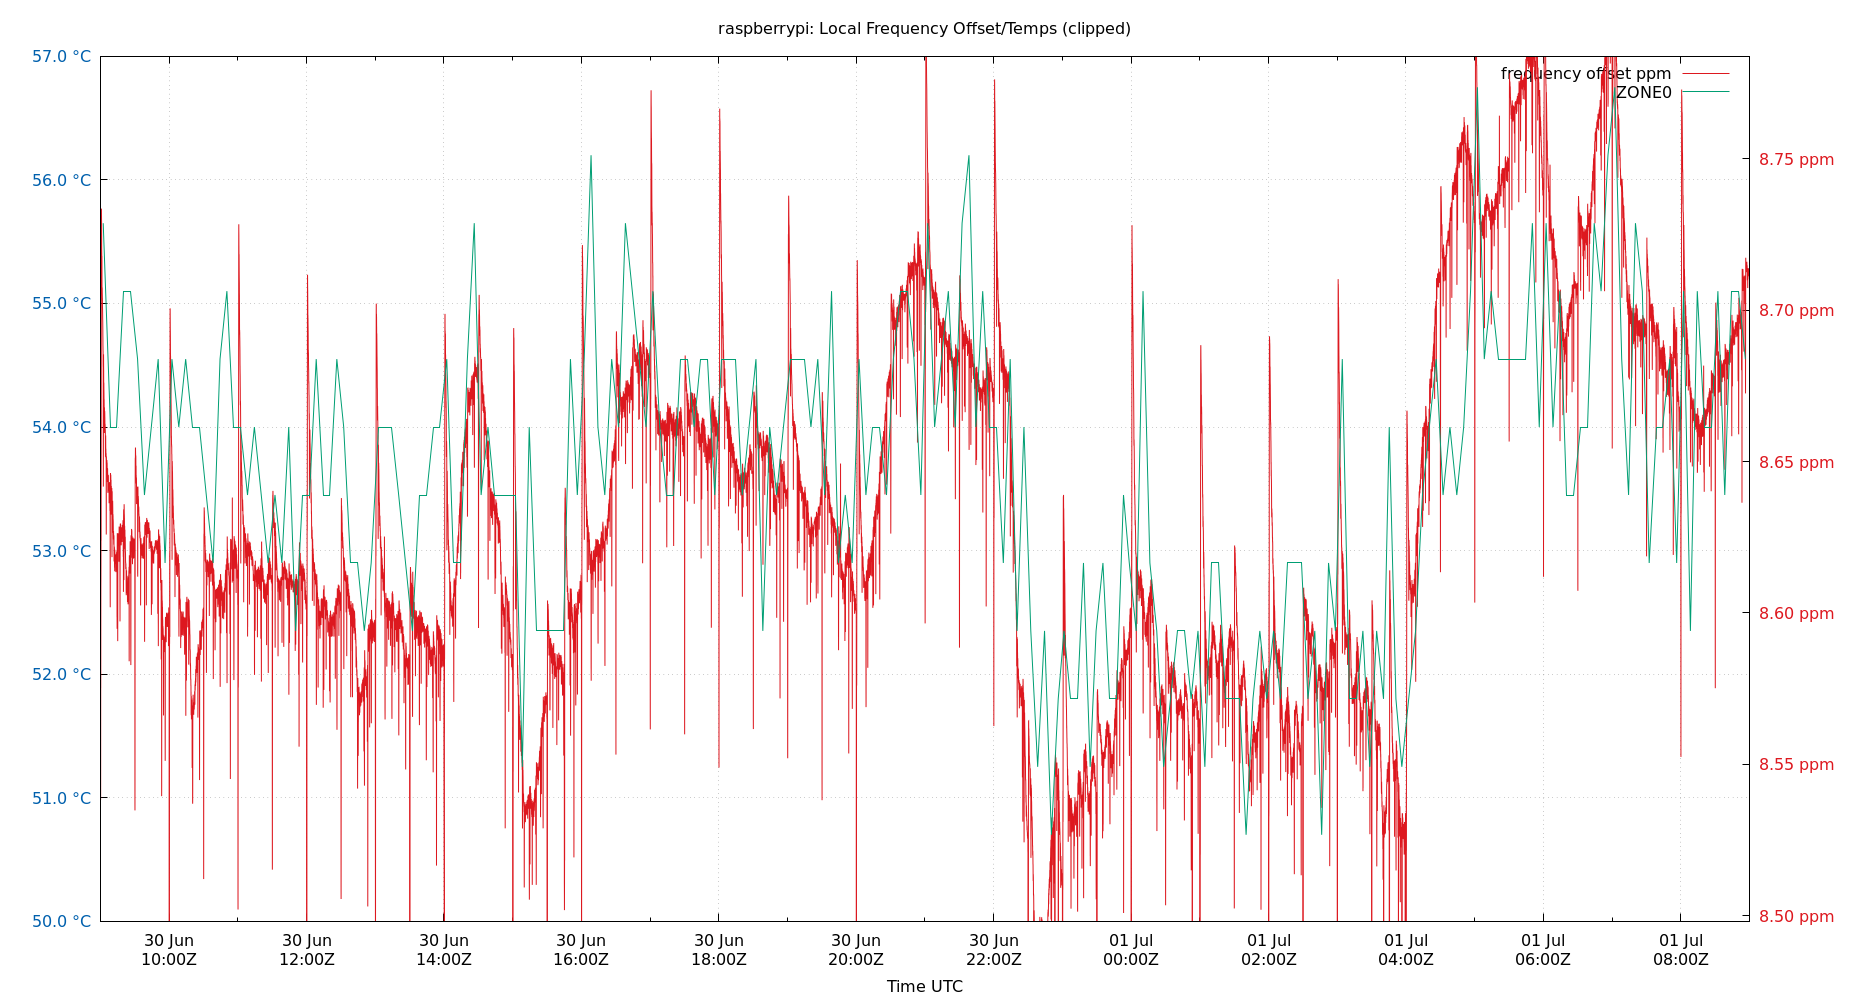 raspberrypi: Local Frequency Offset/Temps (clipped)
57.0 °C
56.0 °C
55.0 °C
54.0 °C
53.0 °C
52.0 °C
51.0 °C
50.0 °C
frequency offset ppm
ZONE0
8.75 ppm
8.70 ppm
8.65 ppm
8.60 ppm
8.55 ppm
8.50 ppm
30 Jun 30 Jun 30 Jun 30 Jun 30 Jun 30 Jun 30 Jun 01 Jul 01 Jul 01 Jul 01 Jul 01 Jul
10:00Z 12:00Z 14:00Z 16:00Z 18:00Z 20:00Z 22:00Z 00:00Z 02:00Z 04:00Z 06:00Z 08:00Z
Time UTC